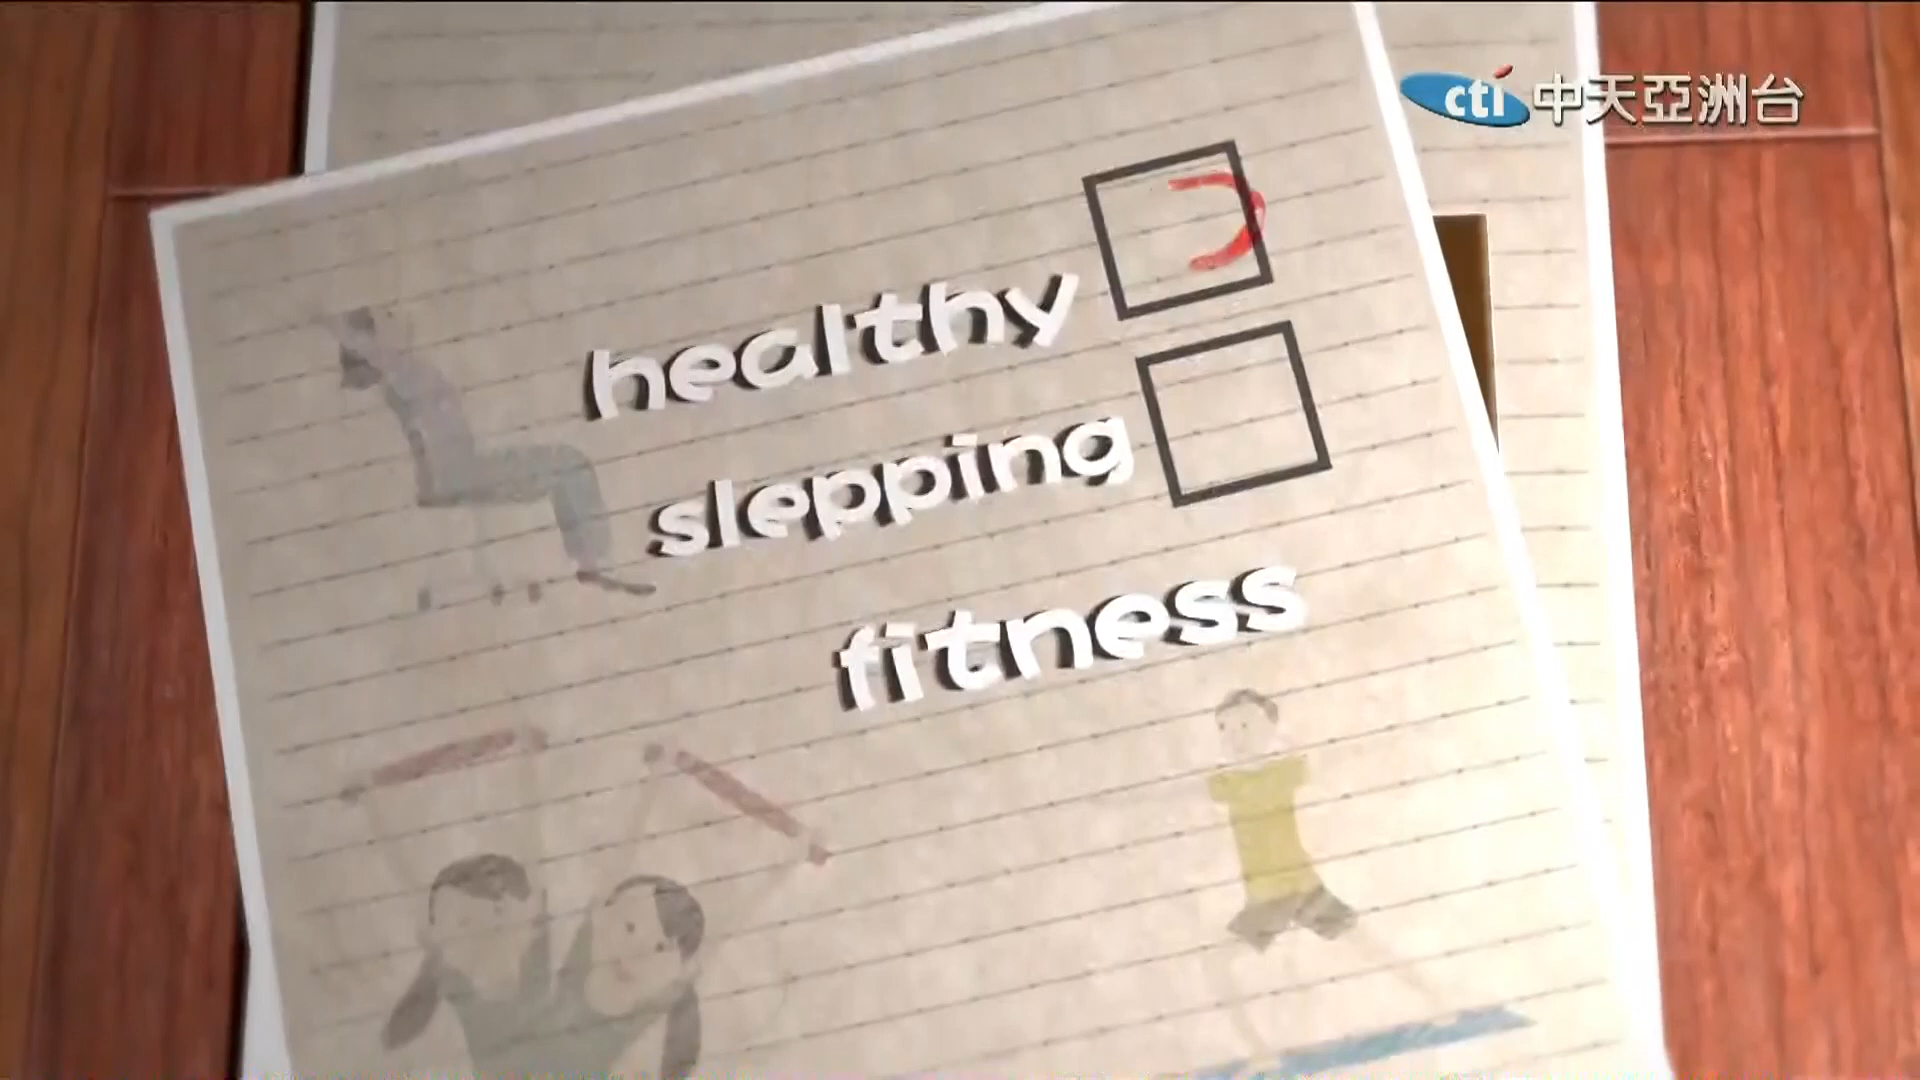 cti 中天亞洲台
healthy
slepping
fitness